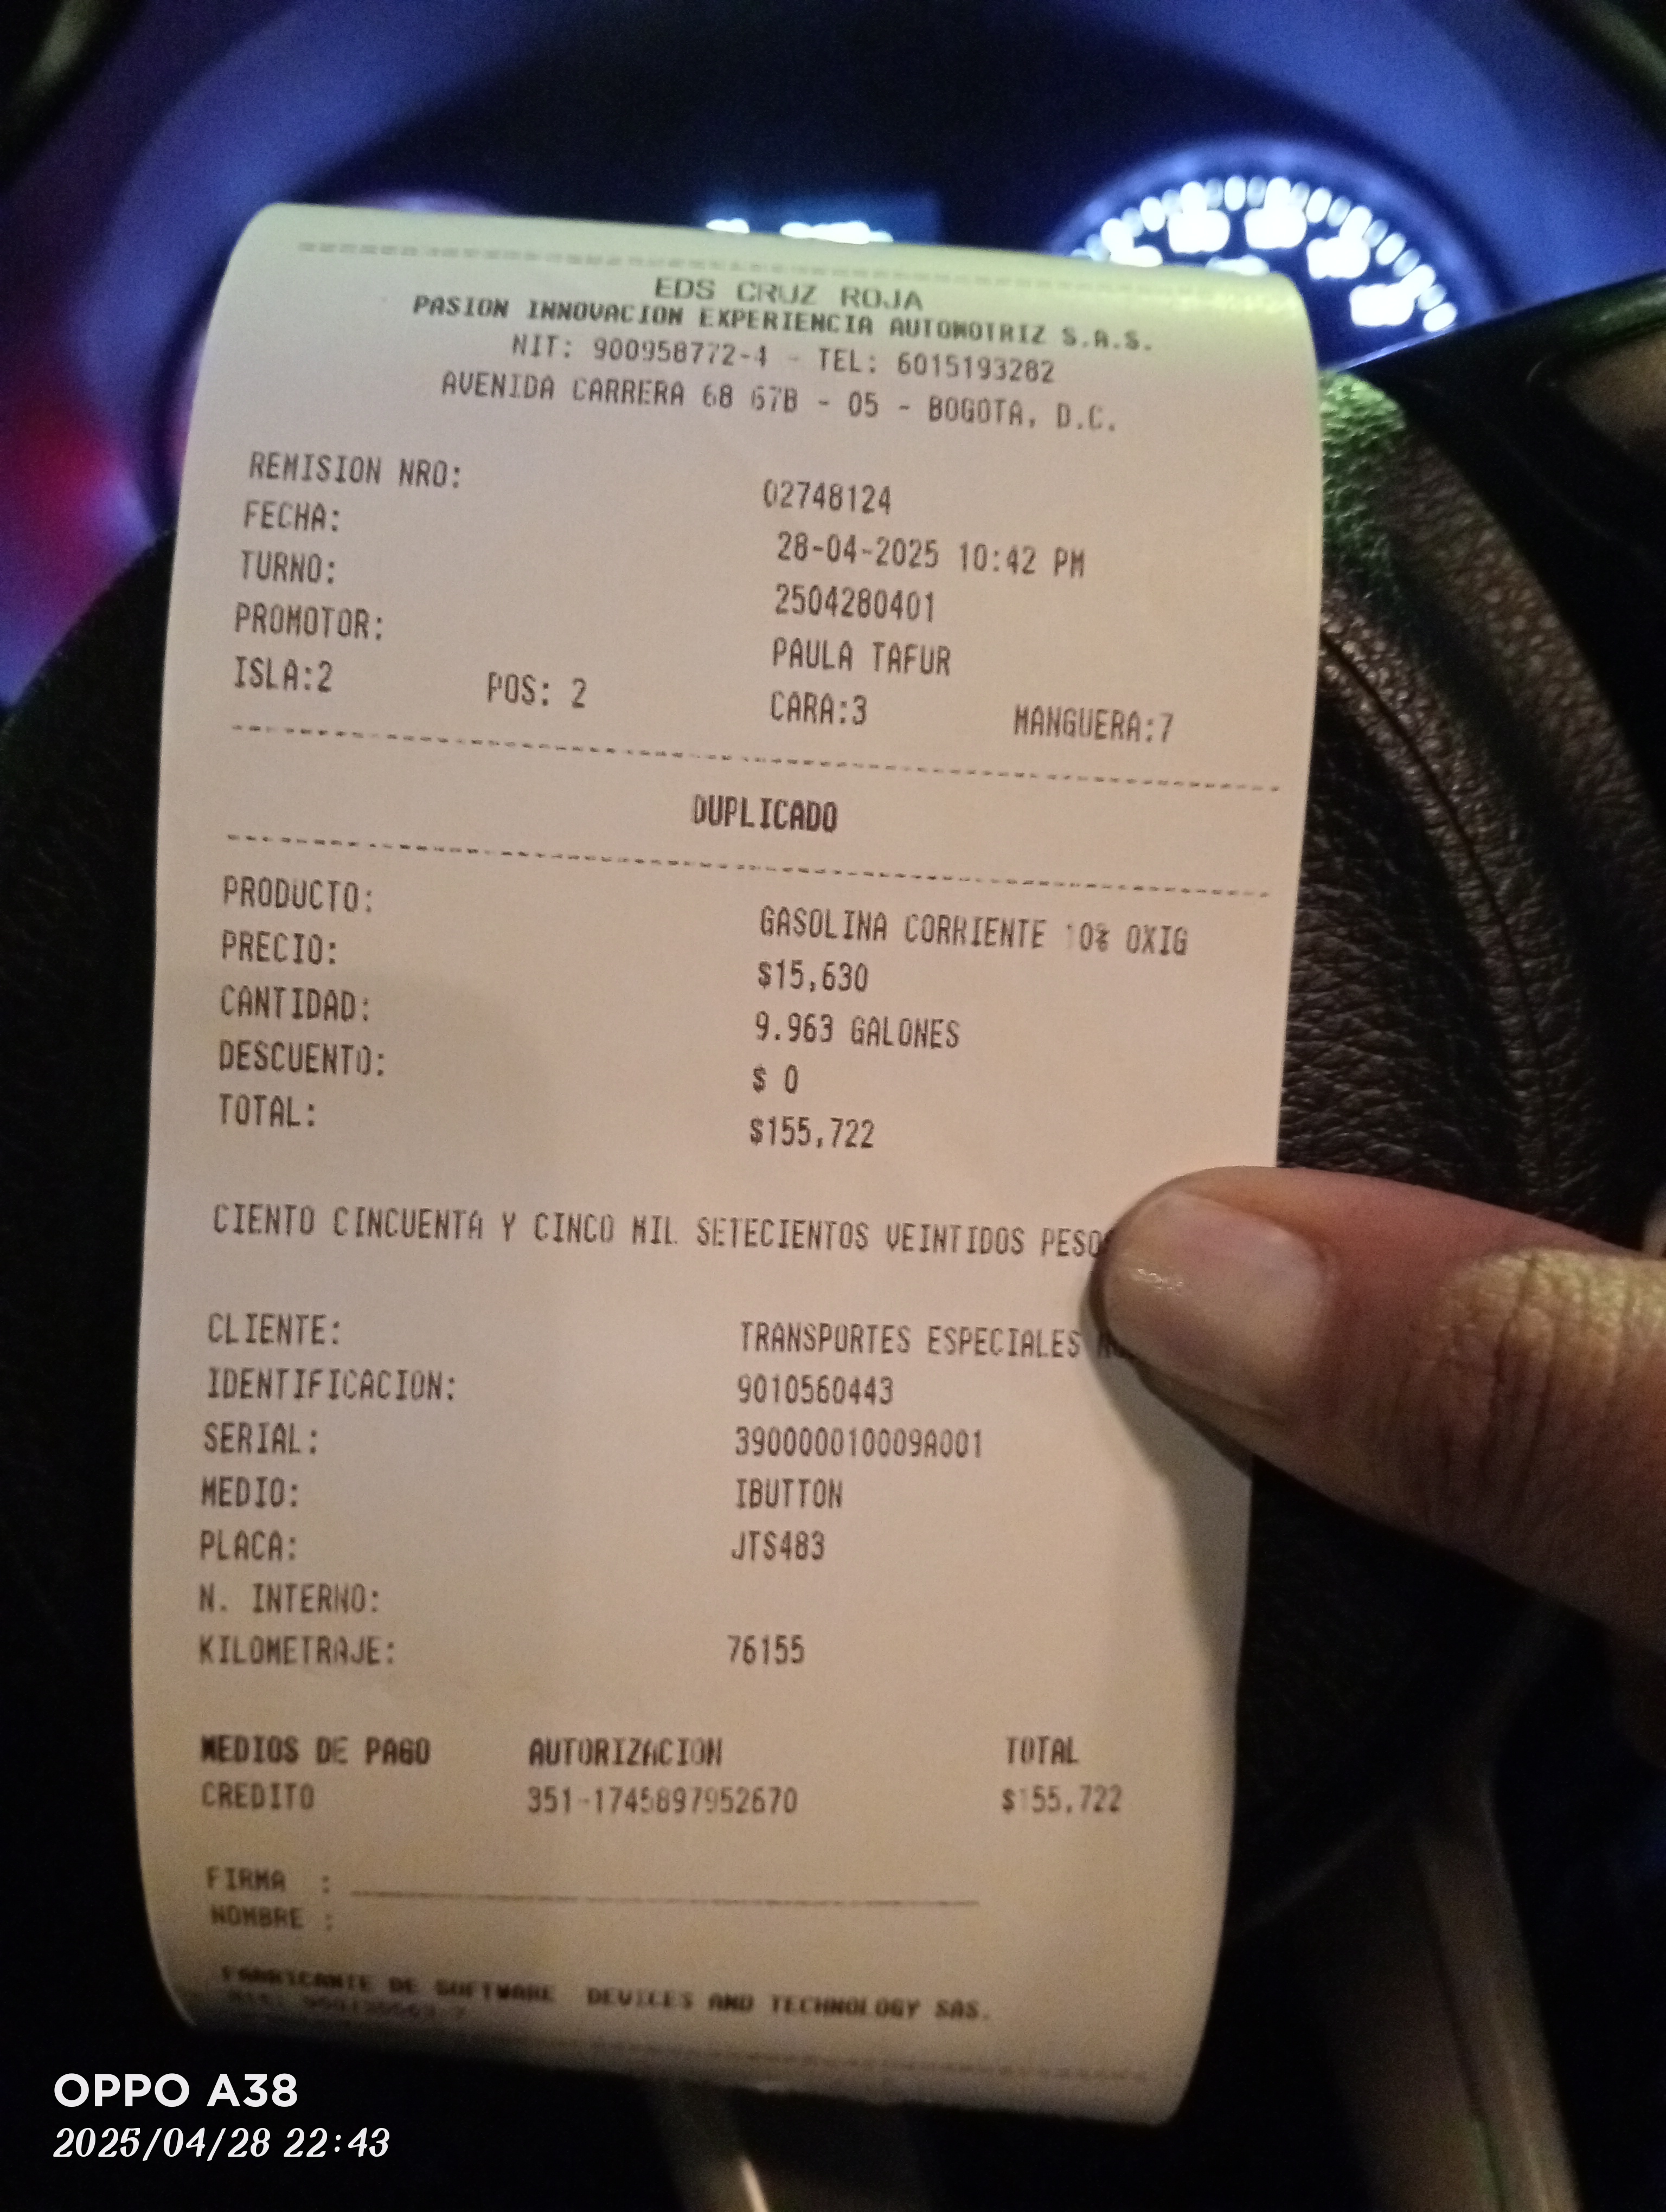 EDS CRUZ ROJA
PASION INNOVACION EXPERIENCIA AUTOMOTRIZ S.A.S.
NIT: 900958772-4 - TEL: 6015193282
AVENIDA CARRERA 68 67B - 05 - BOGOTA, D.C.
REMISION NRO: 02748124
FECHA: 28-04-2025 10:42 PM
TURNO: 2504280401
PROMOTOR: PAULA TAFUR
ISLA:2 POS: 2 CARA:3 MANGUERA:7
DUPLICADO
PRODUCTO: GASOLINA CORRIENTE 10% OXIG
PRECIO: $15,630
CANTIDAD: 9.963 GALONES
DESCUENTO: $ 0
TOTAL: $155,722
CIENTO CINCUENTA Y CINCO MIL SETECIENTOS VEINTIDOS PESO
CLIENTE: TRANSPORTES ESPECIALES
IDENTIFICACION: 9010560443
SERIAL: 390000010009A001
MEDIO: IBUTTON
PLACA: JTS483
N. INTERNO:
KILOMETRAJE: 76155
MEDIOS DE PAGO AUTORIZACION TOTAL
CREDITO 351-1745897952670 $155,722
FIRMA :
NOMBRE :
FABRICANTE DE SOFTWARE DEVICES AND TECHNOLOGY SAS.
OPPO A38
2025/04/28 22:43